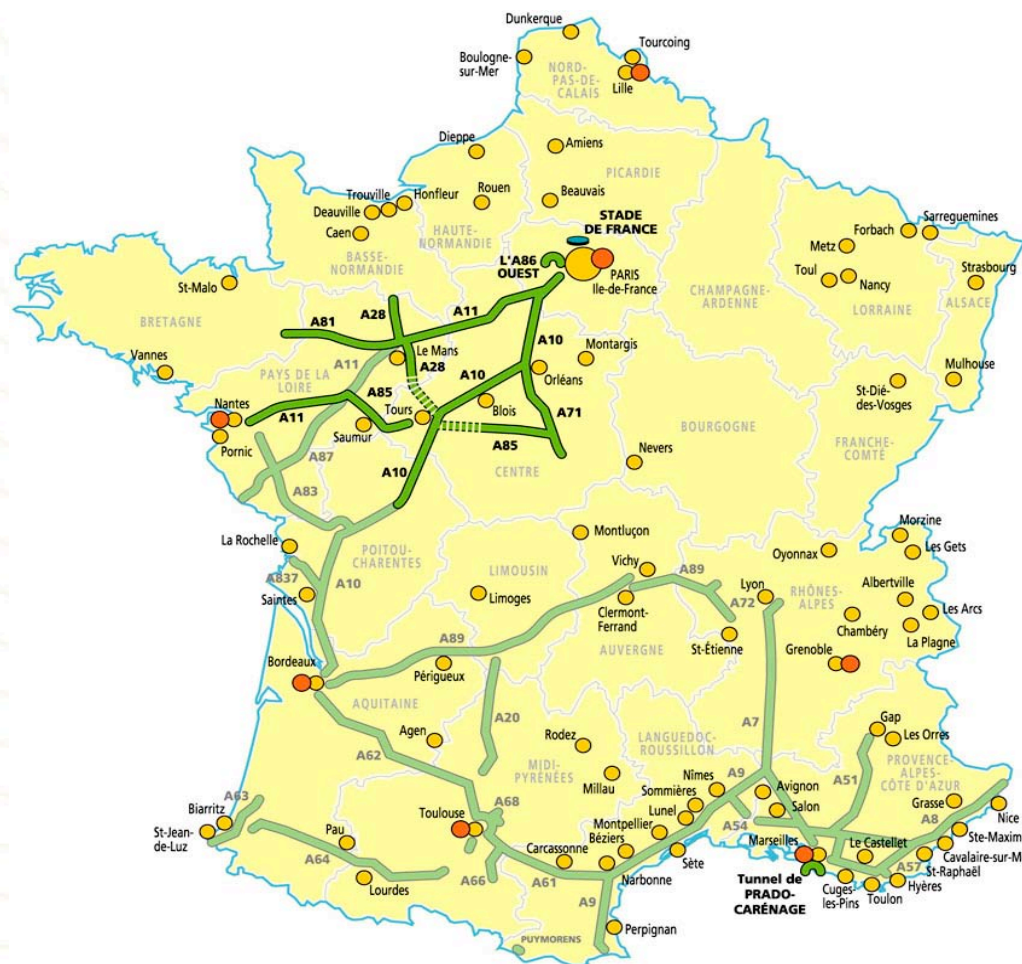 Dunkerque
Tourcoing
Boulogne-
sur-Mer
NORD-
PAS-DE-
CALAIS
Lille
Dieppe
Amiens
PICARDIE
Trouville
Honfleur
Rouen
Beauvais
Deauville
Caen
HAUTE-
NORMANDIE
STADE
DE FRANCE
Forbach
Sarreguemines
Metz
BASSE-
NORMANDIE
L'A86
OUEST
PARIS
Ile-de-France
CHAMPAGNE-
ARDENNE
Toul
Nancy
Strasbourg
LORRAINE
ALSACE
St-Malo
BRETAGNE
A81
A28
A11
A10
Montargis
Vannes
A11
Le Mans
PAYS DE LA
LOIRE
A28
A10
Orléans
Mulhouse
St-Dié-
des-Vosges
A85
Nantes
A11
Tours
Blois
A71
Saumur
Pornic
A85
BOURGOGNE
FRANCHE-
COMTÉ
A87
A10
CENTRE
Nevers
A83
La Rochelle
POITOU-
CHARENTES
Montluçon
Morzine
Les Gets
Oyonnax
A837
A10
LIMOUSIN
Vichy
A89
Lyon
RHÔNES-
ALPES
Albertville
Saintes
Limoges
Clermont-
Ferrand
A72
Les Arcs
Chambéry
La Plagne
A89
AUVERGNE
St-Étienne
Grenoble
Bordeaux
Périgueux
AQUITAINE
A20
A7
Gap
Les Orres
Agen
Rodez
LANGUEDOC-
ROUSSILLON
A62
MIDI-
PYRÉNÉES
Millau
Nîmes
A9
Avignon
A51
PROVENCE-
ALPES-
CÔTE D'AZUR
Sommières
Salon
Grasse
A63
Biarritz
A68
Lunel
Nice
A8
St-Jean-
de-Luz
Toulouse
Montpellier
A54
Ste-Maxim
Pau
Béziers
Marseilles
Le Castellet
Cavalaire-sur-M
A64
Carcassonne
Sète
A57
St-Raphaël
Lourdes
A66
A61
Narbonne
Tunnel de
PRADO-
CARÉNAGE
Cuges-
les-Pins
Toulon
Hyères
A9
Perpignan
PUYMORENS